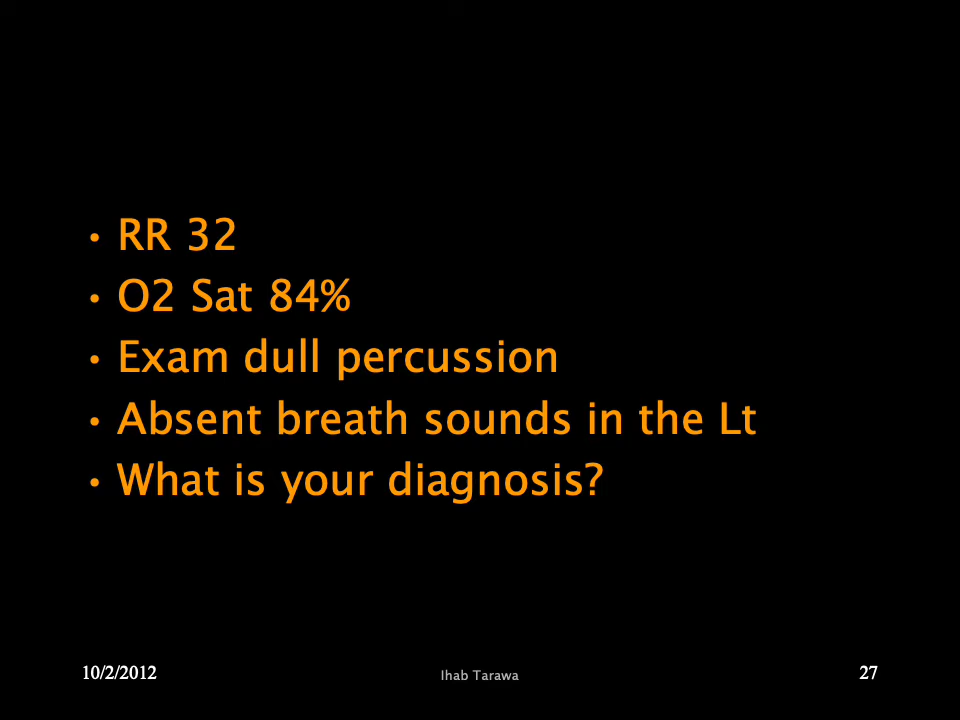 • RR 32
• O2 Sat 84%
• Exam dull percussion
• Absent breath sounds in the Lt
• What is your diagnosis?
10/2/2012
Ihab Tarawa
27